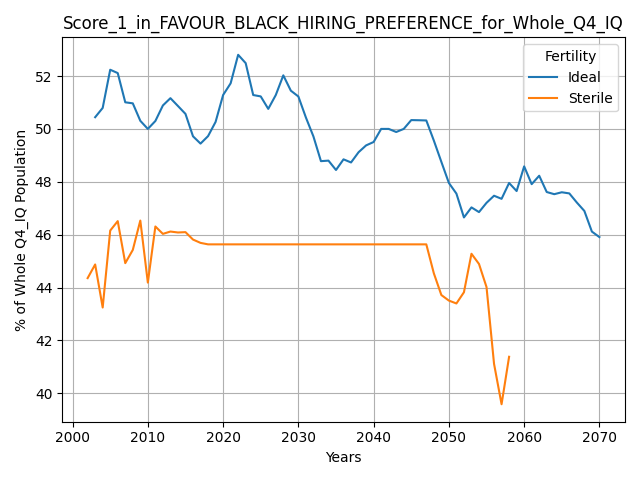 Score_1_in_FAVOUR_BLACK_HIRING_PREFERENCE_for_Whole_Q4_IQ
Fertility
Ideal
Sterile
% of Whole Q4_IQ Population
52
50
48
46
44
42
40
2000 2010 2020 2030 2040 2050 2060 2070
Years